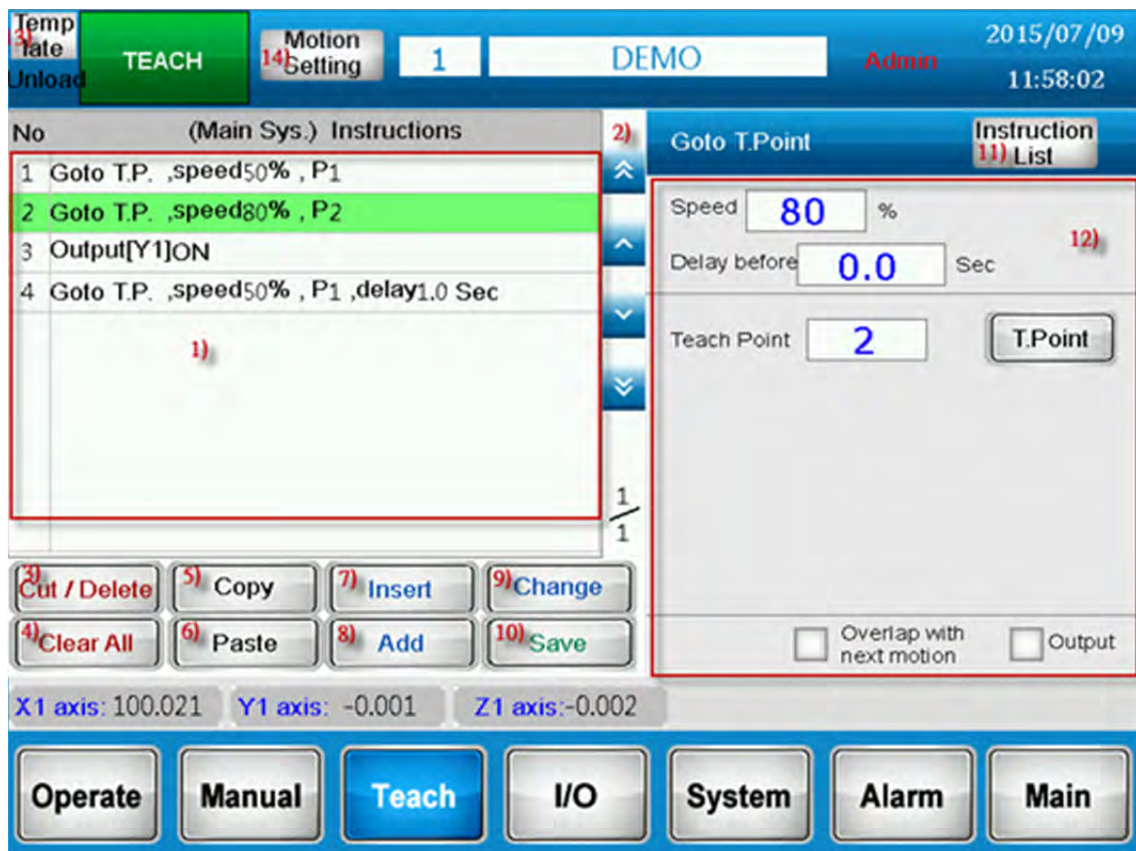 Temp
13) late
Unload
TEACH
14) Motion
Setting
1
DEMO
Admin
2015/07/09
11:58:02
No (Main Sys.) Instructions
1 Goto T.P. ,speed50% , P1
2 Goto T.P. ,speed80% , P2
3 Output[Y1]ON
4 Goto T.P. ,speed50% , P1 ,delay1.0 Sec
1)
2)
1
1
Goto T.Point
Instruction
11) List
Speed 80 %
12)
Delay before 0.0 Sec
Teach Point 2 T.Point
Overlap with
next motion
Output
3) Cut / Delete 5) Copy 7) Insert 9) Change
4) Clear All 6) Paste 8) Add 10) Save
X1 axis: 100.021 Y1 axis: -0.001 Z1 axis:-0.002
Operate Manual Teach I/O System Alarm Main